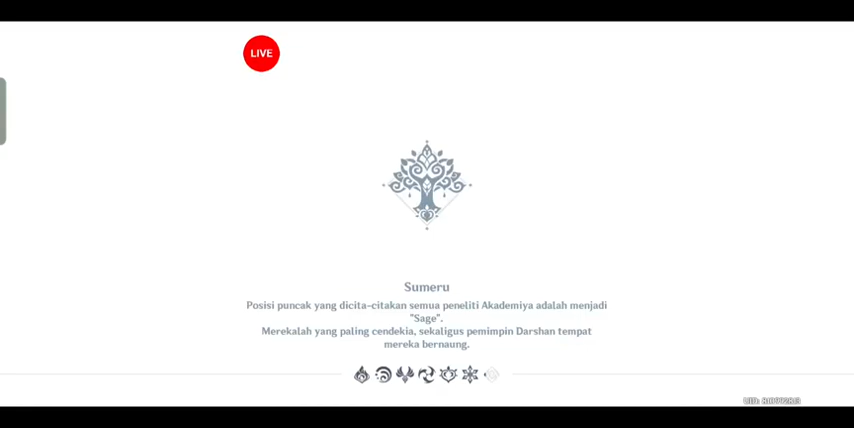 LIVE
Sumeru
Posisi puncak yang dicita-citakan semua peneliti Akademiya adalah menjadi
"Sage".
Merekalah yang paling cendekia, sekaligus pemimpin Darshan tempat
mereka bernaung.